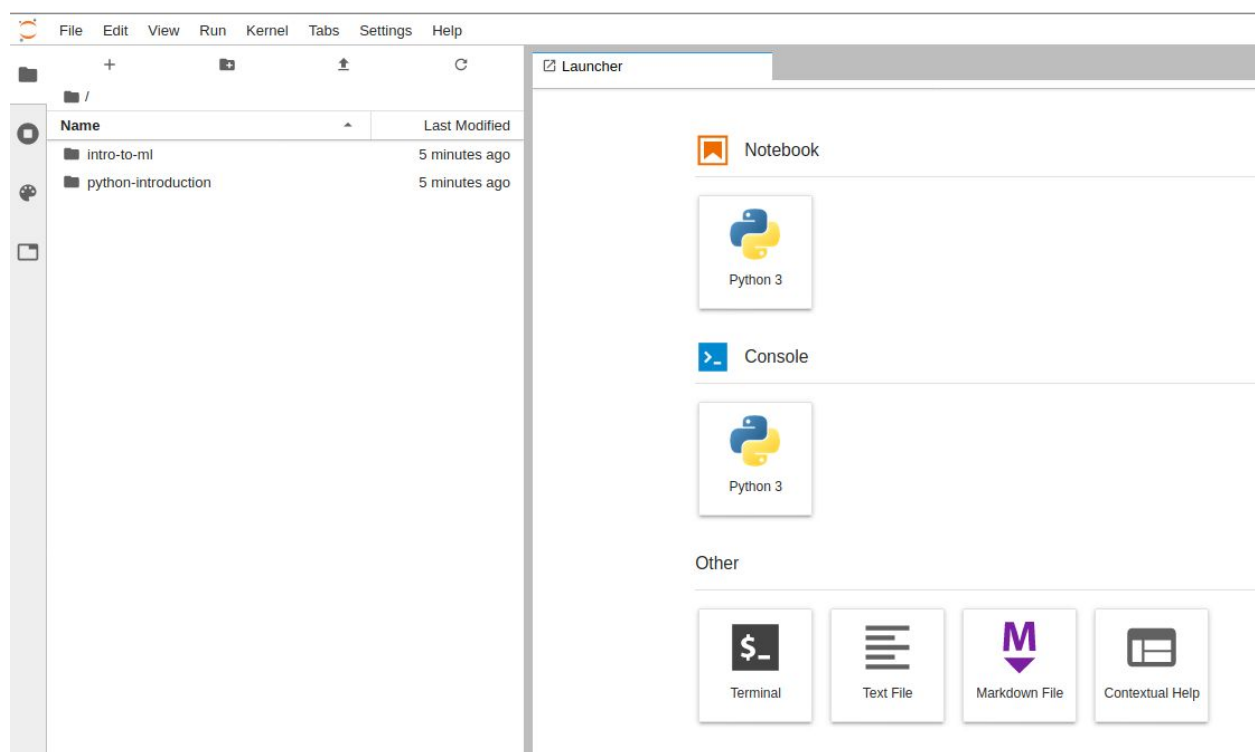 File Edit View Run Kernel Tabs Settings Help
Launcher
/
Name Last Modified
intro-to-ml 5 minutes ago
python-introduction 5 minutes ago
Notebook
Python 3
>_ Console
Python 3
Other
$_ M
Terminal Text File Markdown File Contextual Help